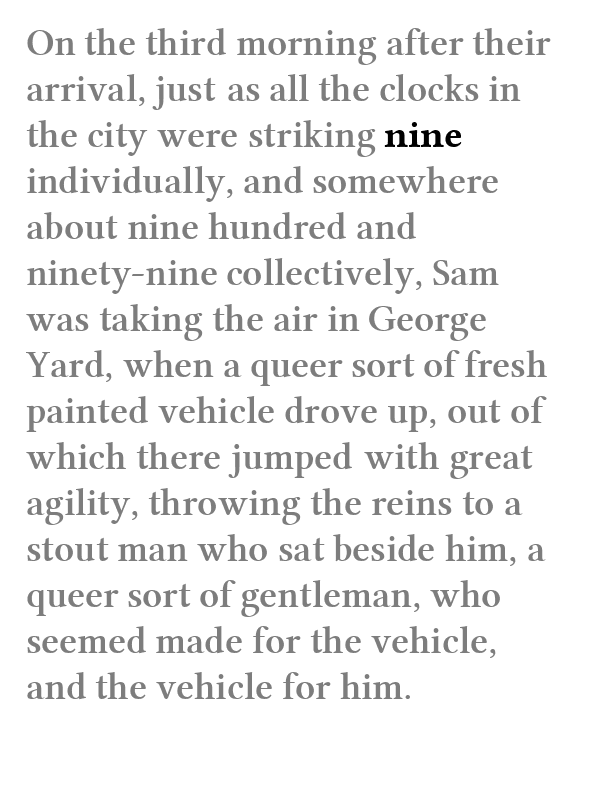 On the third morning after their
arrival, just as all the clocks in
the city were striking nine
individually, and somewhere
about nine hundred and
ninety-nine collectively, Sam
was taking the air in George
Yard, when a queer sort of fresh
painted vehicle drove up, out of
which there jumped with great
agility, throwing the reins to a
stout man who sat beside him, a
queer sort of gentleman, who
seemed made for the vehicle,
and the vehicle for him.